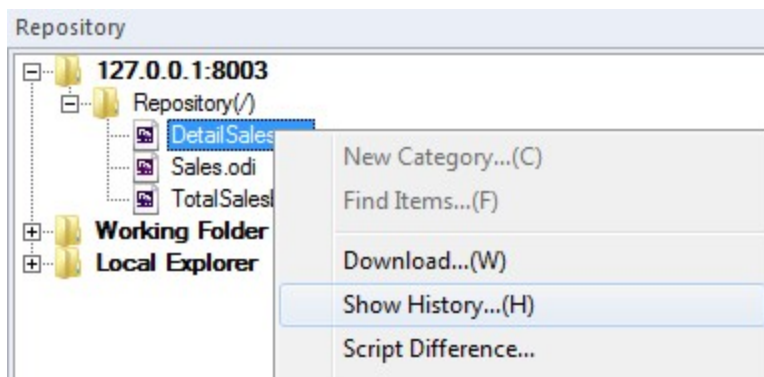 Repository
127.0.0.1:8003
Repository(/)
DetailSales
Sales.odi
TotalSales
Working Folder
Local Explorer
New Category...(C)
Find Items...(F)
Download...(W)
Show History...(H)
Script Difference...